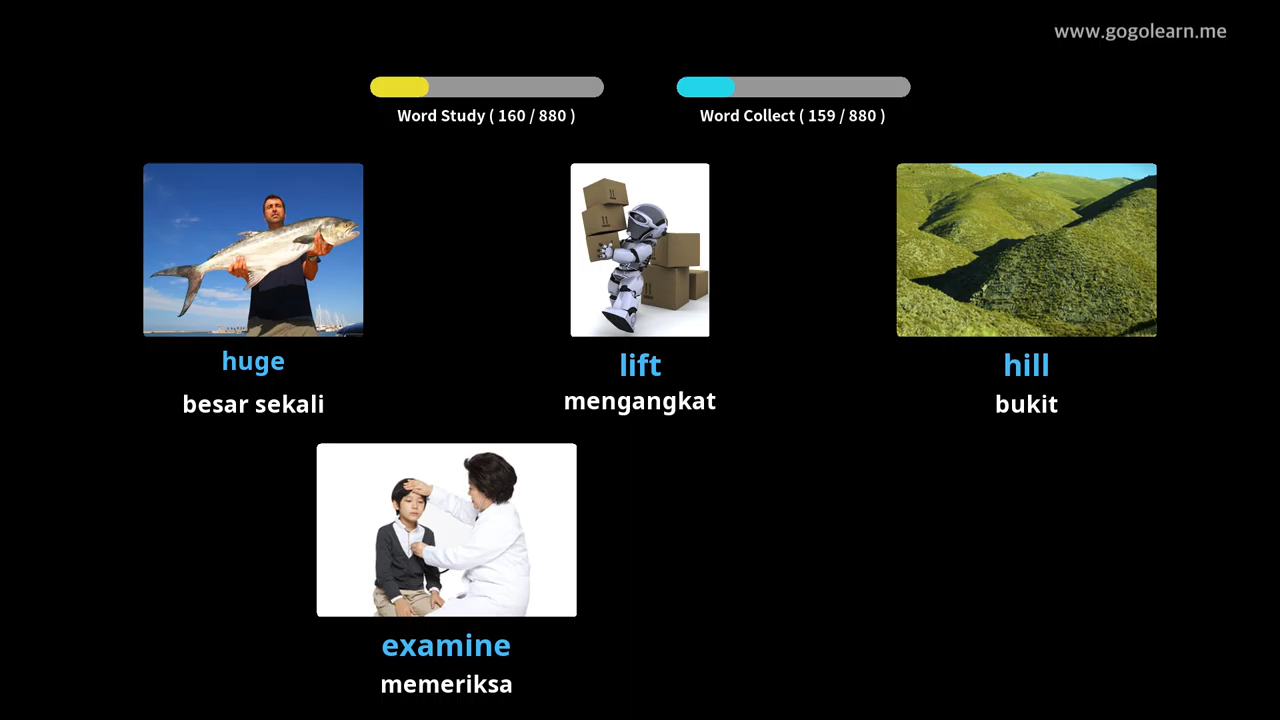 www.gogolearn.me
Word Study ( 160 / 880 )
Word Collect ( 159 / 880 )
huge
besar sekali
lift
mengangkat
hill
bukit
examine
memeriksa